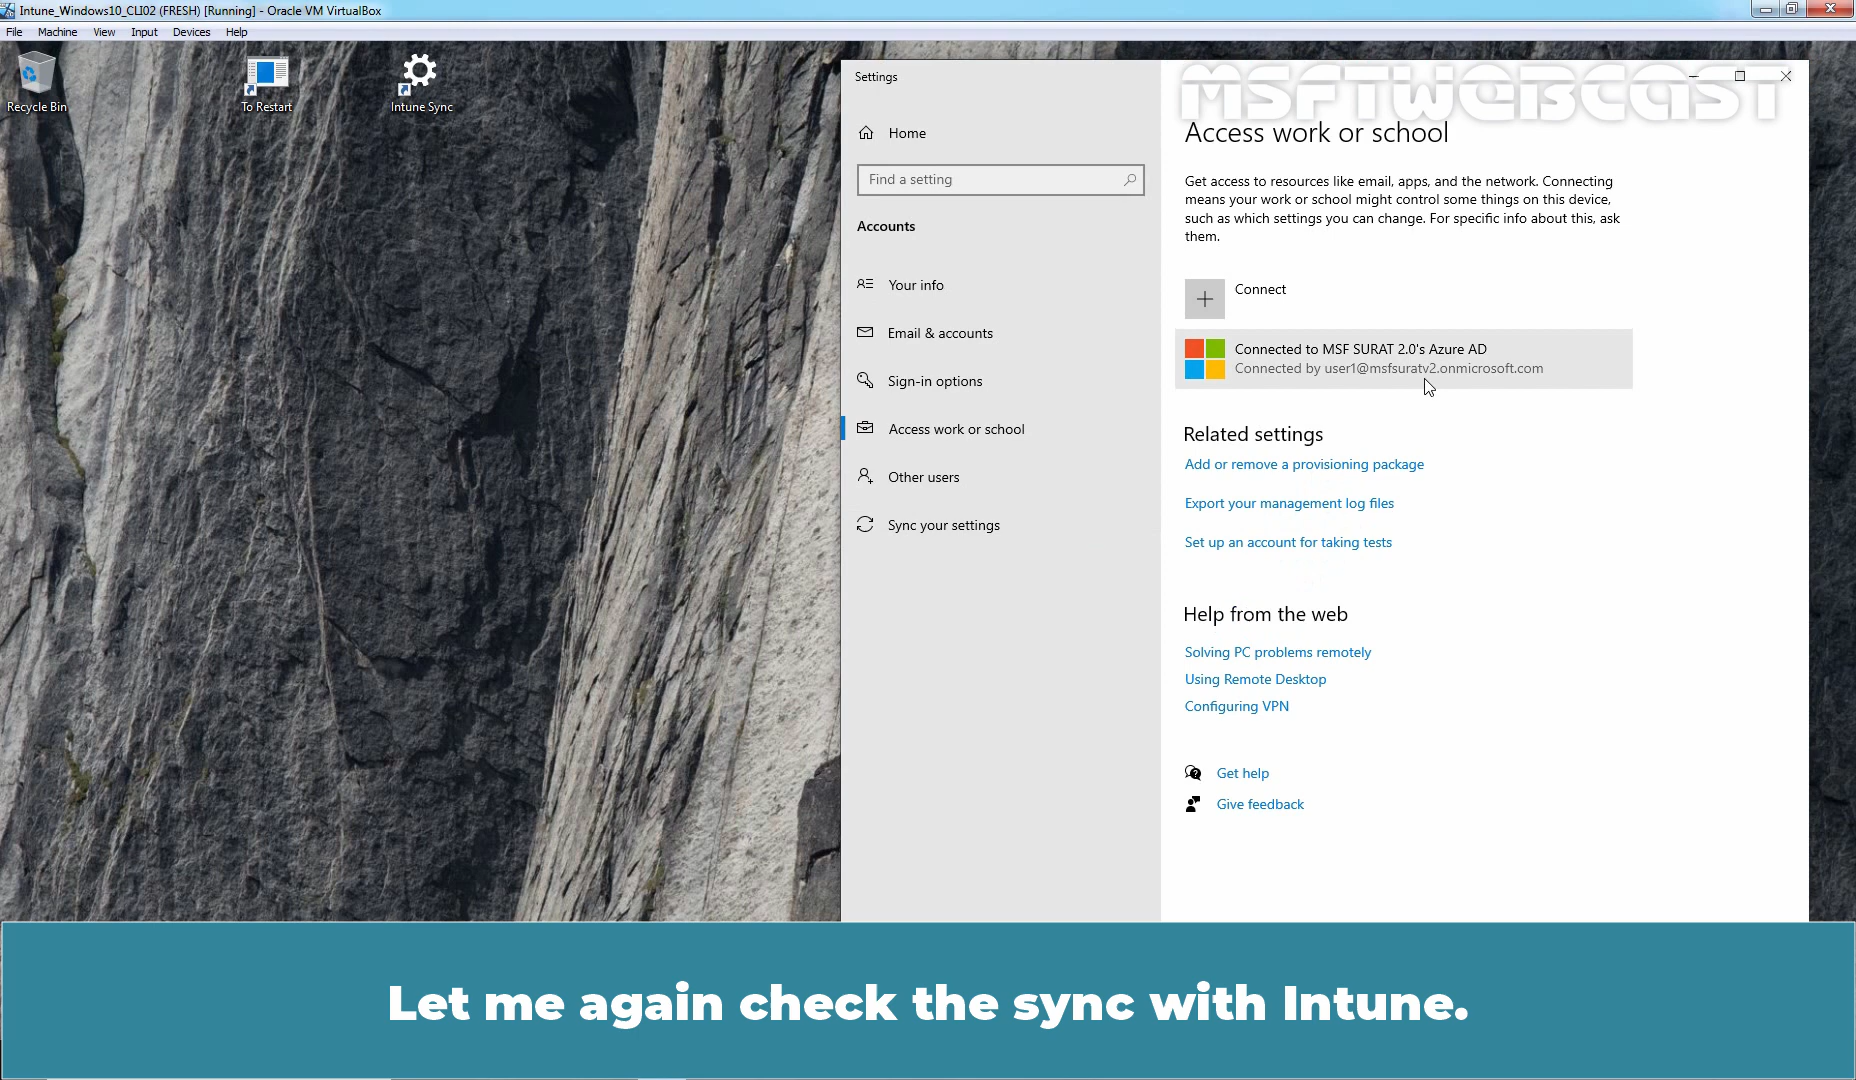 Intune_Windows10_CLI02 (FRESH) [Running] - Oracle VM VirtualBox
File Machine View Input Devices Help
Recycle Bin
To Restart
Intune Sync
Settings
MSFTWEBCAST
Home
Find a setting
Accounts
Your info
Email & accounts
Sign-in options
Access work or school
Other users
Sync your settings
Access work or school
Get access to resources like email, apps, and the network. Connecting
means your work or school might control some things on this device,
such as which settings you can change. For specific info about this, ask
them.
Connect
Connected to MSF SURAT 2.0's Azure AD
Connected by user1@msfsuratv2.onmicrosoft.com
Related settings
Add or remove a provisioning package
Export your management log files
Set up an account for taking tests
Help from the web
Solving PC problems remotely
Using Remote Desktop
Configuring VPN
Get help
Give feedback
Let me again check the sync with Intune.